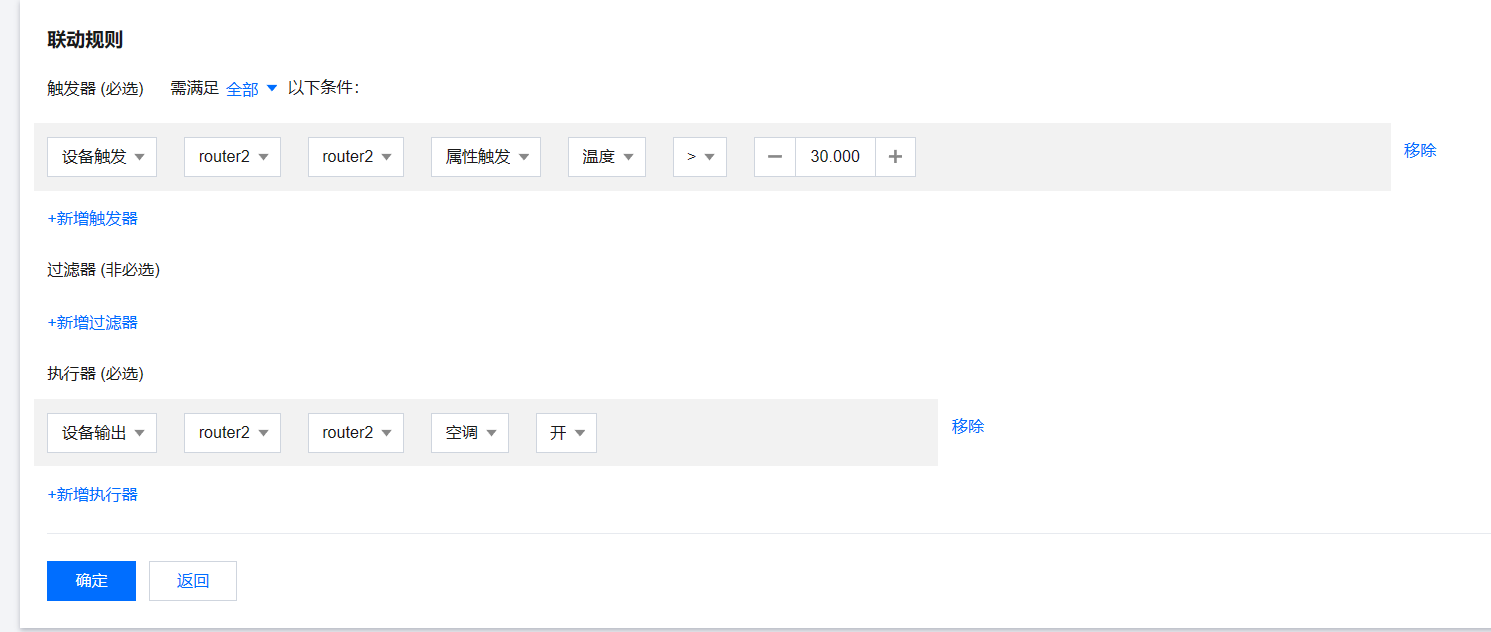 联动规则
触发器 (必选) 需满足 全部 以下条件：
设备触发 router2 router2 属性触发 温度 > 30.000 移除
+新增触发器
过滤器 (非必选)
+新增过滤器
执行器 (必选)
设备输出 router2 router2 空调 开 移除
+新增执行器
确定 返回